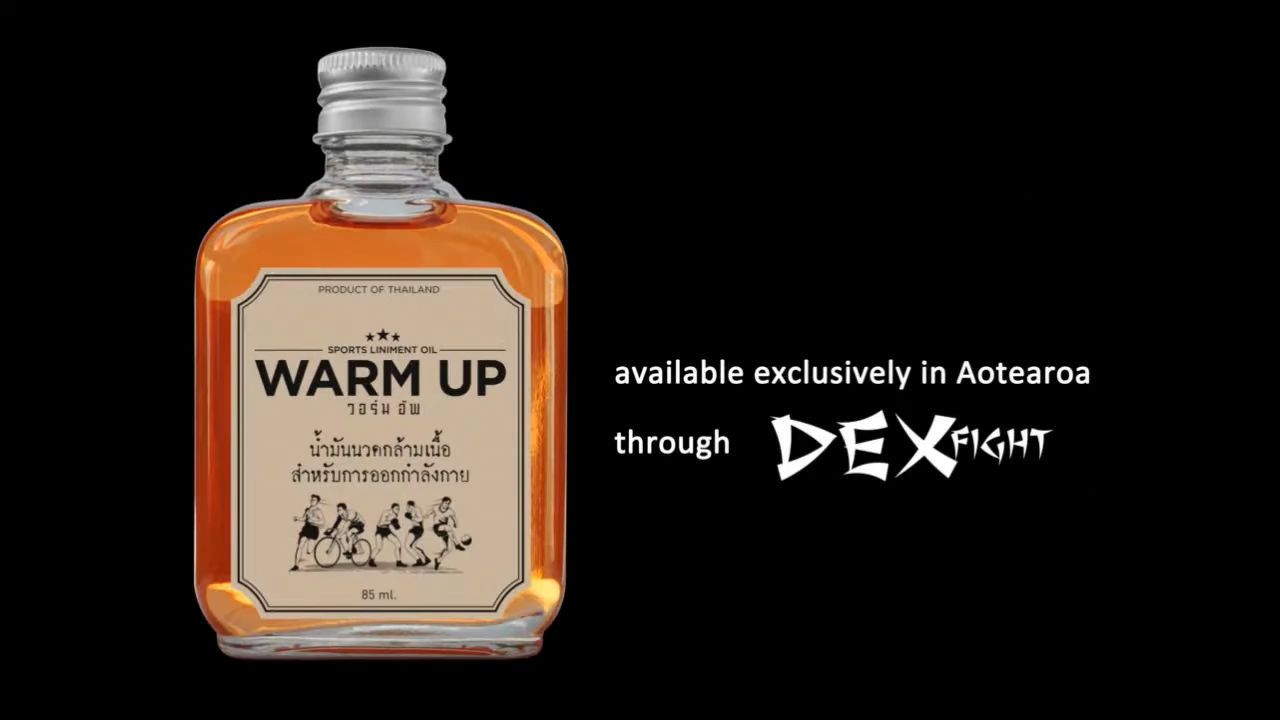 PRODUCT OF THAILAND
SPORTS LINIMENT OIL
WARM UP
วอร์ม อัพ
น้ำมันนวดกล้ามเนื้อ
สำหรับการออกกำลังกาย
85 ml.
available exclusively in Aotearoa
through DEX FIGHT